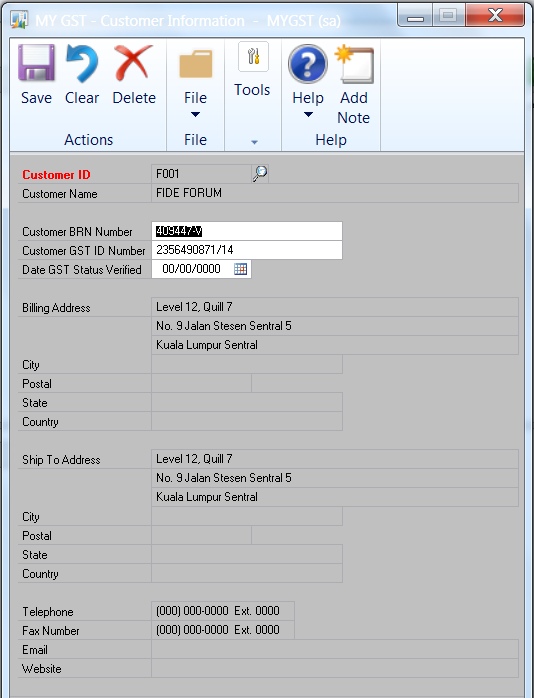 MY GST - Customer Information - MYGST (sa)
Save Clear Delete File Tools Help Add Note
Actions File Help
Customer ID F001
Customer Name FIDE FORUM
Customer BRN Number 409447-V
Customer GST ID Number 2356490871/14
Date GST Status Verified 00/00/0000
Billing Address Level 12, Quill 7
No. 9 Jalan Stesen Sentral 5
Kuala Lumpur Sentral
City
Postal
State
Country
Ship To Address Level 12, Quill 7
No. 9 Jalan Stesen Sentral 5
Kuala Lumpur Sentral
City
Postal
State
Country
Telephone (000) 000-0000 Ext. 0000
Fax Number (000) 000-0000 Ext. 0000
Email
Website